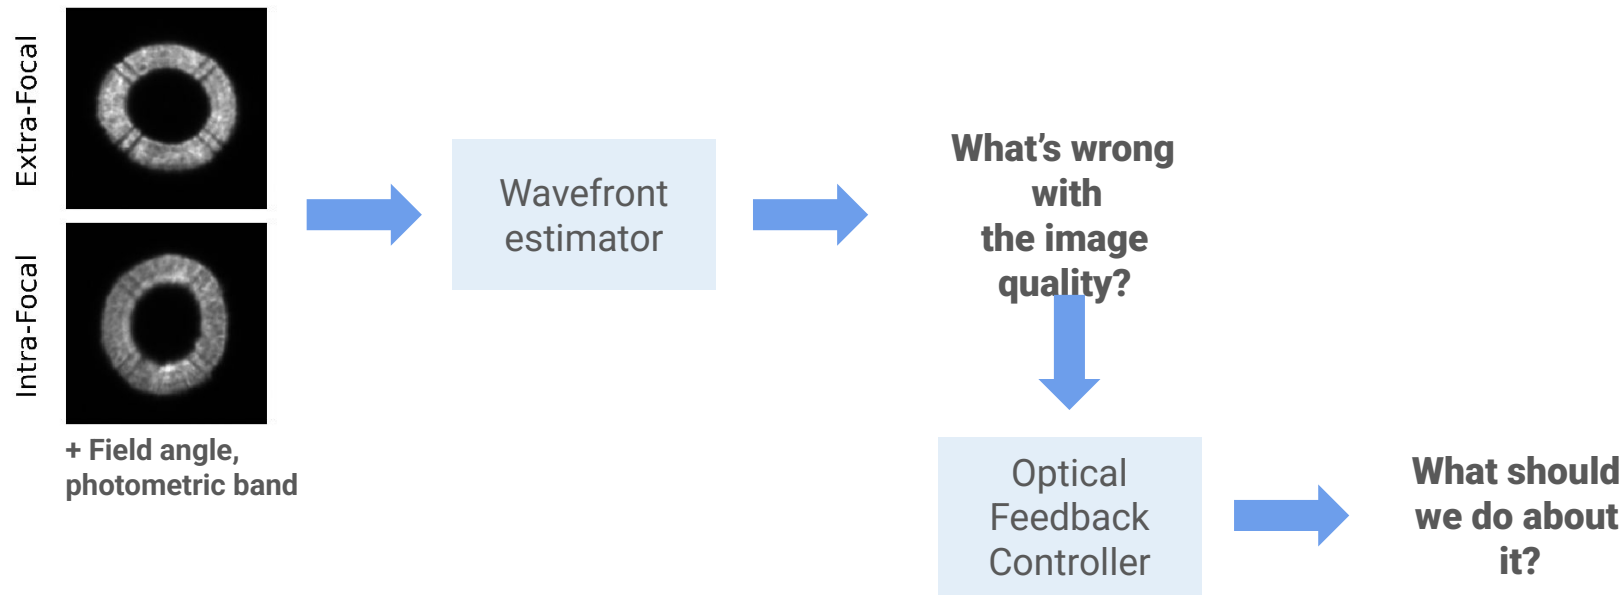 Extra-Focal
Intra-Focal
+ Field angle,
photometric band
Wavefront
estimator
What's wrong
with
the image
quality?
Optical
Feedback
Controller
What should
we do about
it?